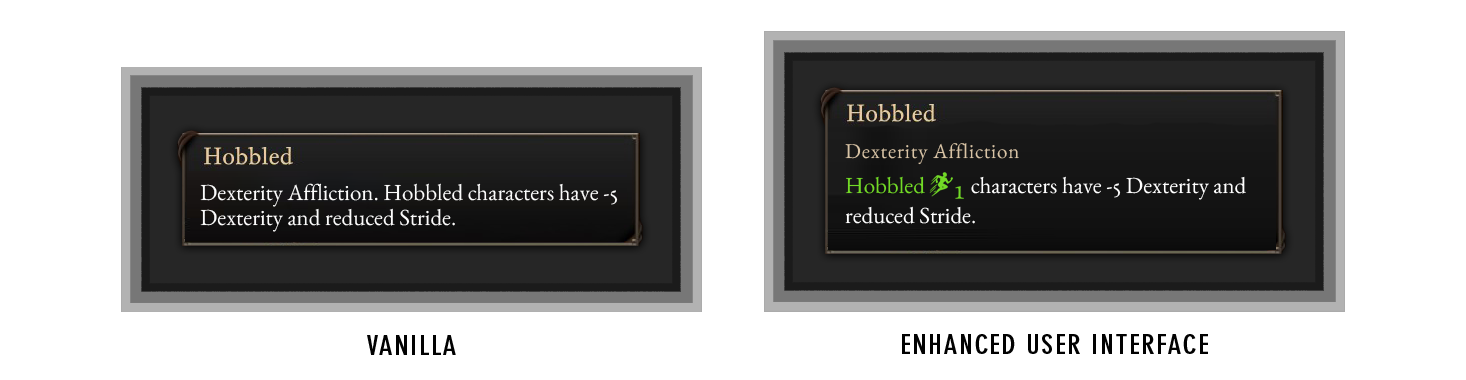 Hobbled
Dexterity Affliction. Hobbled characters have -5
Dexterity and reduced Stride.
VANILLA
Hobbled
Dexterity Affliction
Hobbled 1 characters have -5 Dexterity and
reduced Stride.
ENHANCED USER INTERFACE